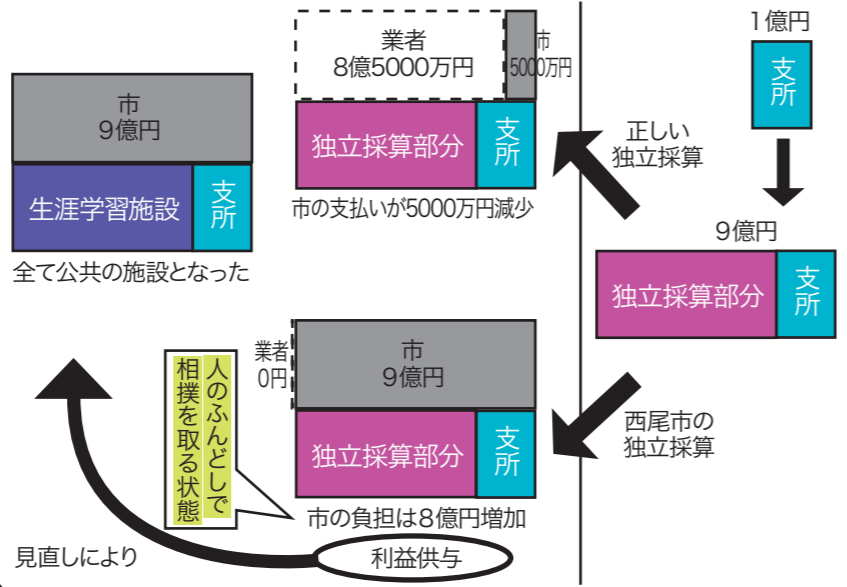 1億円
支所
9億円
独立採算部分
支所
正しい
独立採算
業者
8億5000万円
市
5000万円
独立採算部分
支所
市の支払いが5000万円減少
西尾市の
独立採算
業者
0円
市
9億円
独立採算部分
支所
市の負担は8億円増加
人のふんどしで
相撲を取る状態
利益供与
見直しにより
市
9億円
生涯学習施設
支所
全て公共の施設となった